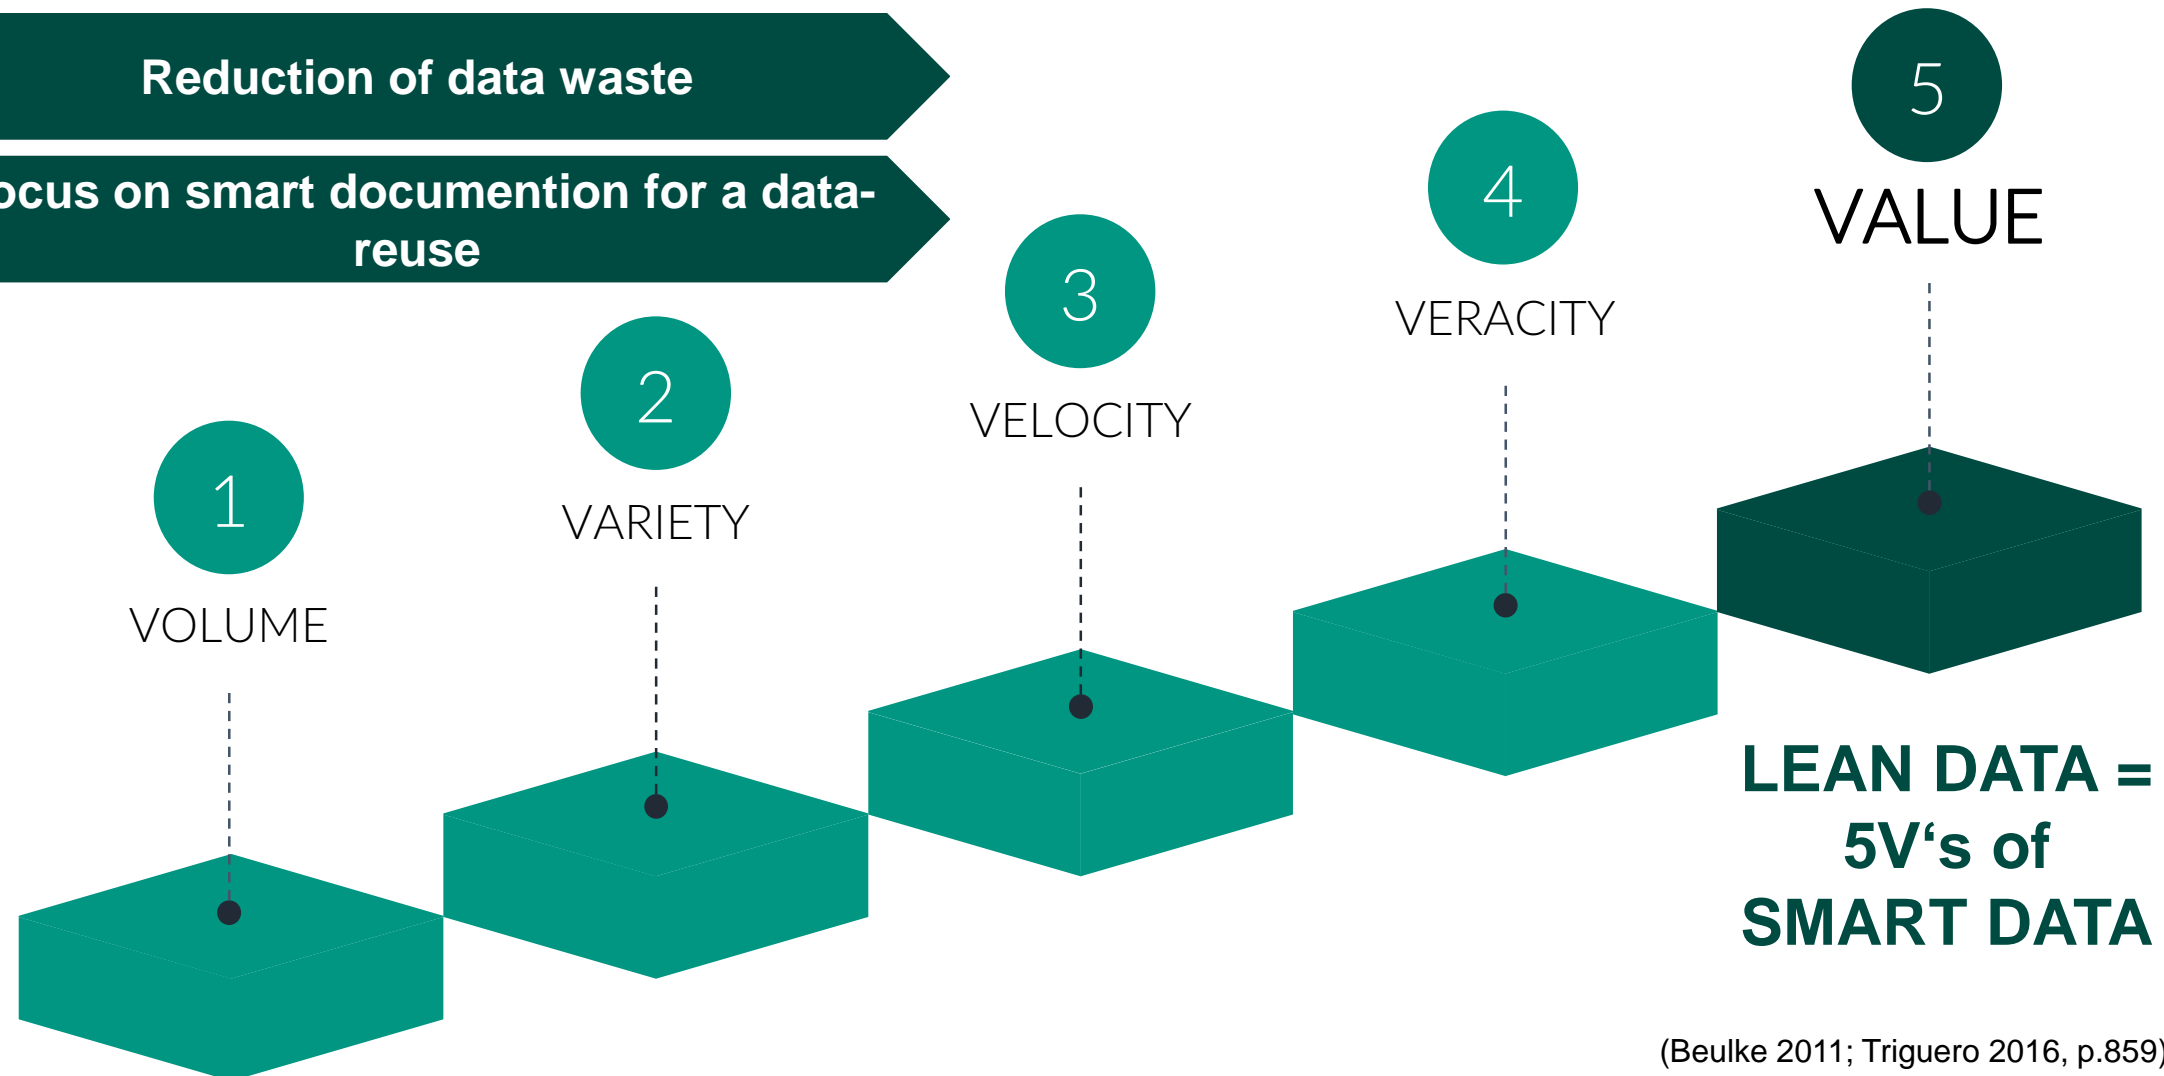 Reduction of data waste
ocus on smart documention for a data-
reuse
1
VOLUME
2
VARIETY
3
VELOCITY
4
VERACITY
5
VALUE
LEAN DATA =
5V‘s of
SMART DATA
(Beulke 2011; Triguero 2016, p.859)